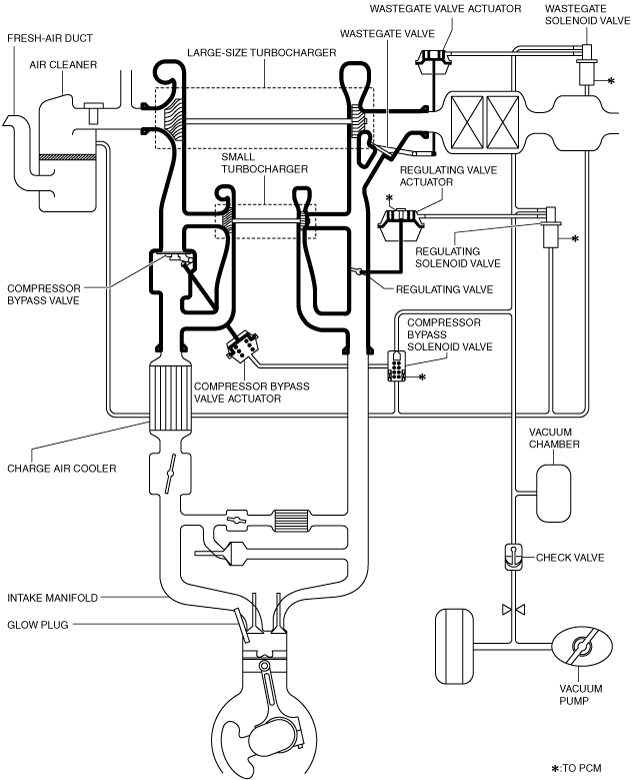 WASTEGATE VALVE ACTUATOR
WASTEGATE
SOLENOID VALVE
FRESH-AIR DUCT
WASTEGATE VALVE
LARGE-SIZE TURBOCHARGER
AIR CLEANER
*
SMALL
TURBOCHARGER
REGULATING VALVE
ACTUATOR
*
*
REGULATING
SOLENOID VALVE
COMPRESSOR
BYPASS VALVE
REGULATING VALVE
COMPRESSOR
BYPASS
SOLENOID VALVE
*
COMPRESSOR BYPASS
VALVE ACTUATOR
VACUUM
CHAMBER
CHARGE AIR COOLER
CHECK VALVE
INTAKE MANIFOLD
GLOW PLUG
VACUUM
PUMP
*:TO PCM